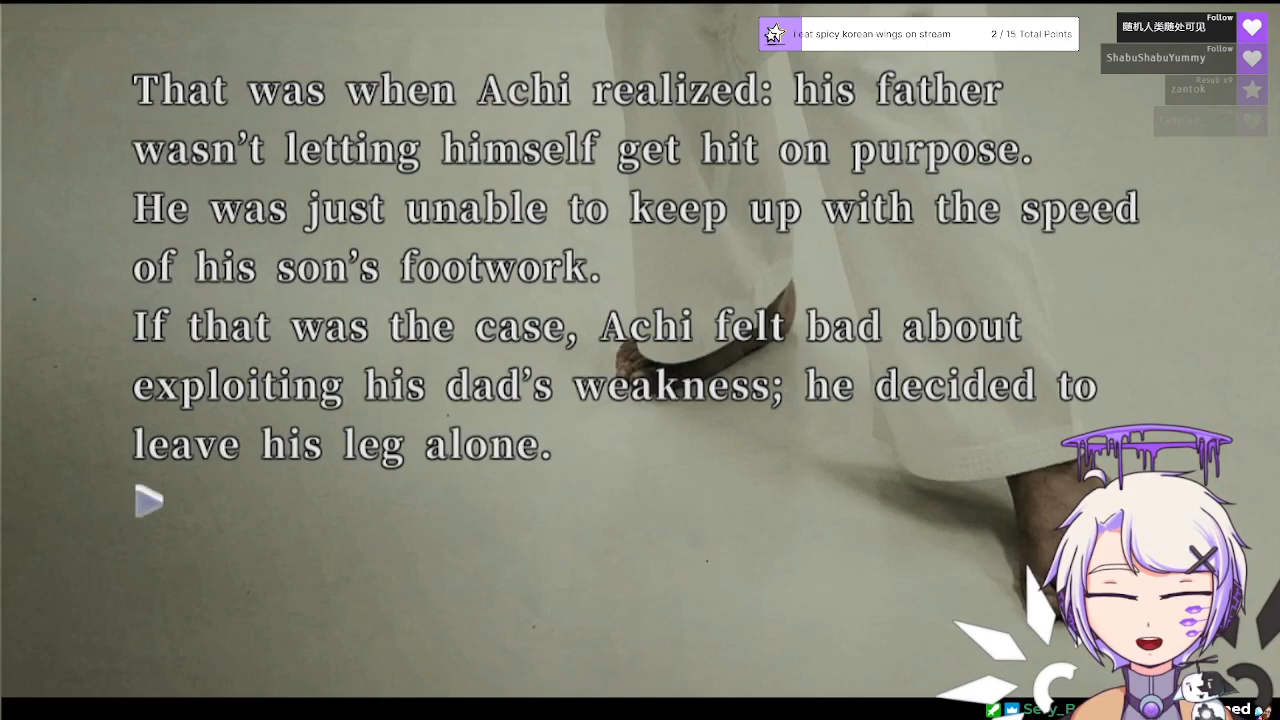 i eat spicy korean wings on stream 2 / 15 Total Points
Follow
随机人类随处可见
Follow
ShabuShabuYummy
Resub x9
zantok
That was when Achi realized: his father
wasn't letting himself get hit on purpose.
He was just unable to keep up with the speed
of his son's footwork.
If that was the case, Achi felt bad about
exploiting his dad's weakness; he decided to
leave his leg alone.